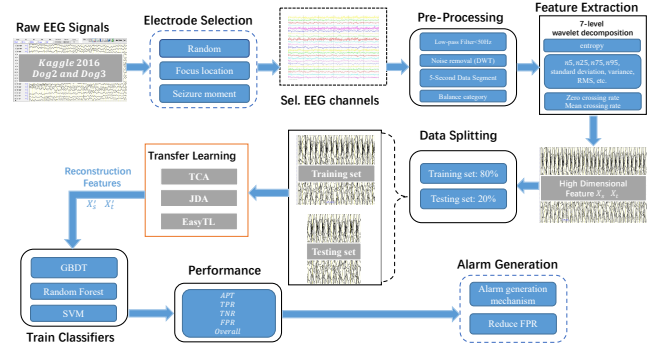 Raw EEG Signals
Kaggle 2016
Dog2 and Dog3
Electrode Selection
Random
Focus location
Seizure moment
Sel. EEG channels
Pre-Processing
Low-pass Filter<50Hz
Noise removal (DWT)
5-Second Data Segment
Balance category
Feature Extraction
7-level
wavelet decomposition
entropy
n5, n25, n75, n95,
standard deviation, variance,
RMS, etc.
Zero crossing rate
Mean crossing rate
High Dimensional
Feature Xs Xt
Data Splitting
Training set: 80%
Testing set: 20%
Training set
Testing set
Transfer Learning
TCA
JDA
EasyTL
Reconstruction
Features
X's X't
GBDT
Random Forest
SVM
Train Classifiers
Performance
APT
TPR
TNR
FPR
Overall
Alarm Generation
Alarm generation
mechanism
Reduce FPR